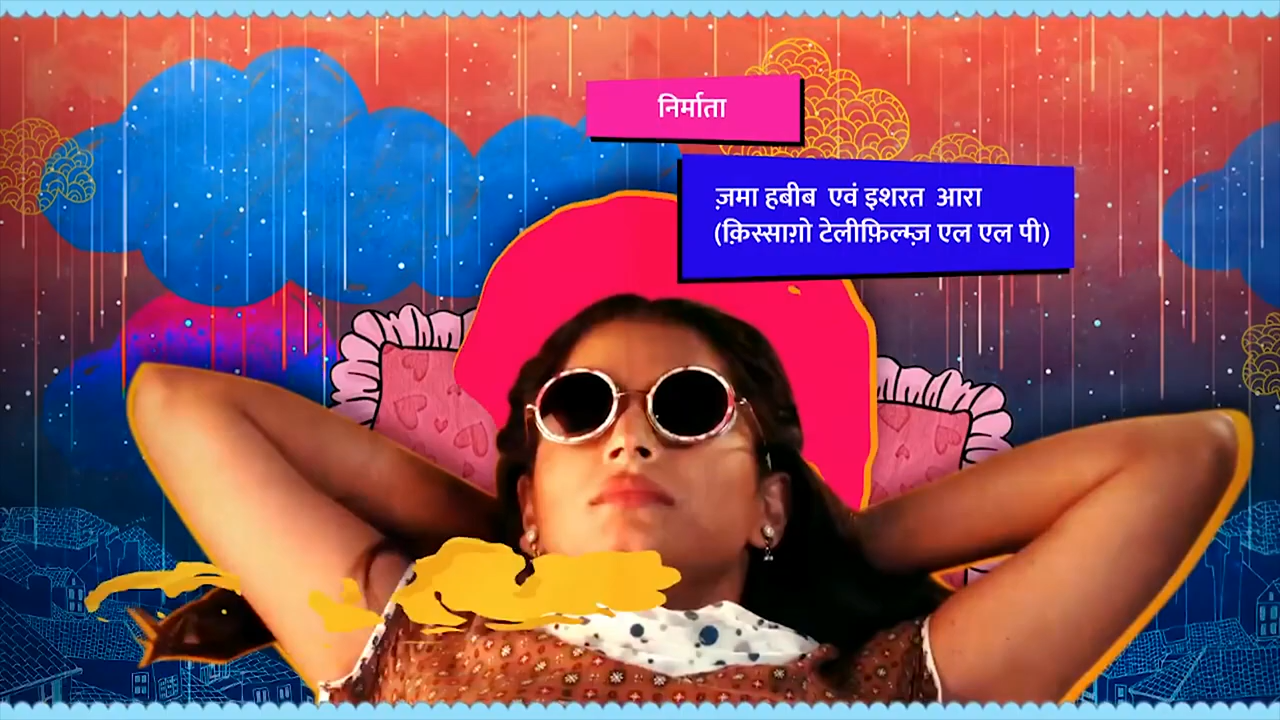 निर्माता
ज़मा हबीब एवं इशरत आरा
(क़िस्साग़ो टेलीफ़िल्म्ज़ एल एल पी)